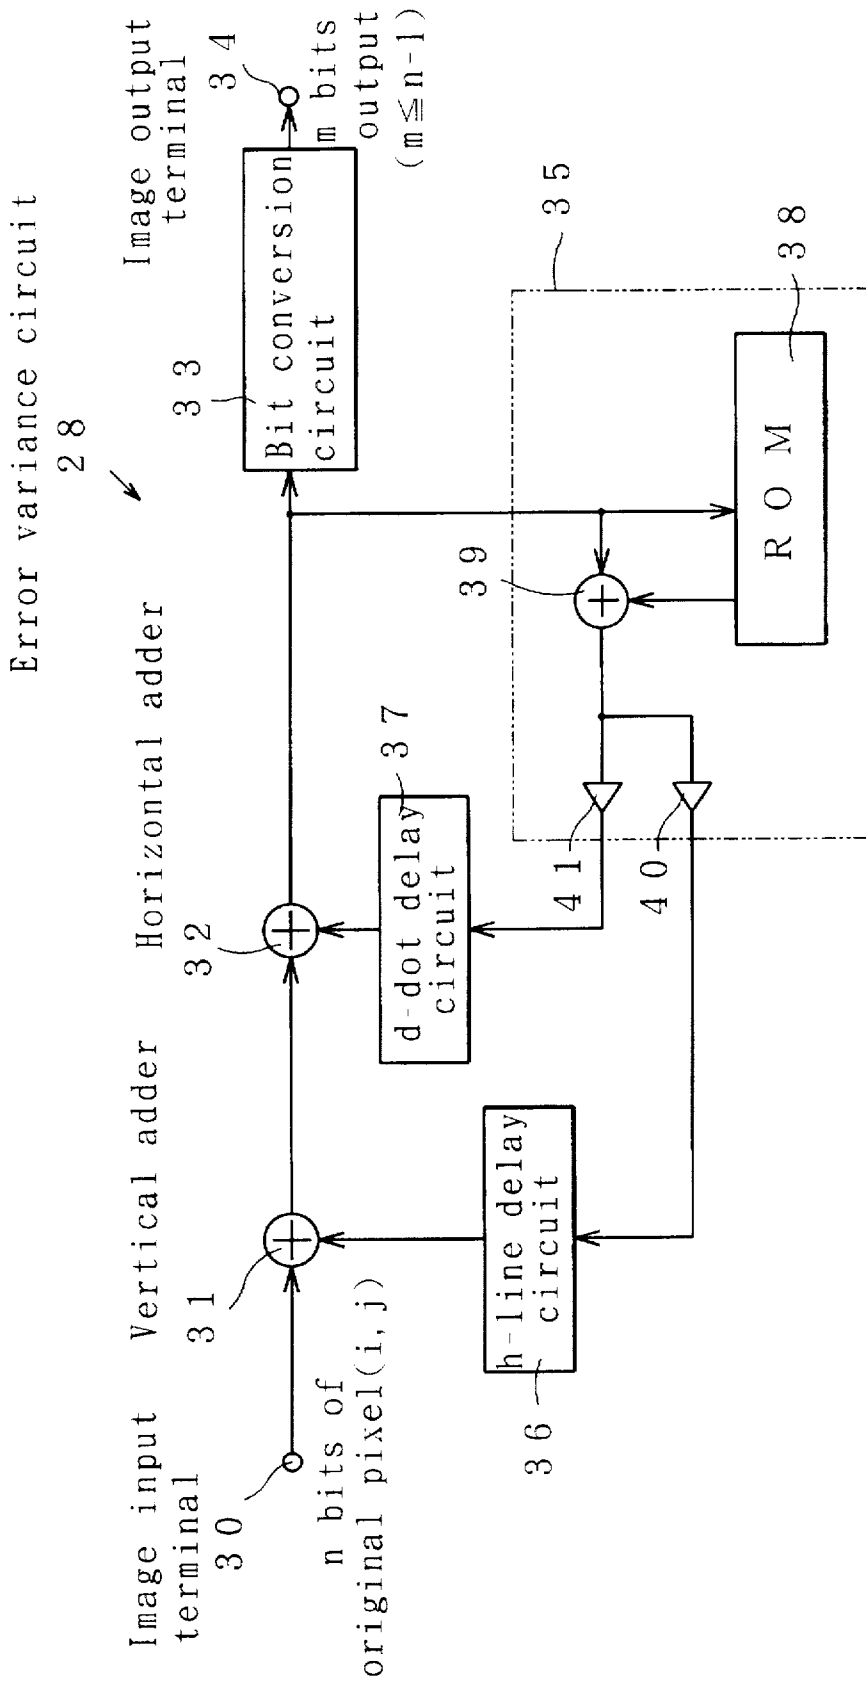 Error variance circuit
28
Image input
terminal
30
n bits of
original pixel(i,j)
Vertical adder
31
Horizontal adder
32
33
Bit conversion
circuit
Image output
terminal
34
m bits
output
(m≦n-1)
h-line delay
circuit
36
d-dot delay
circuit
37
41
40
39
35
ROM
38